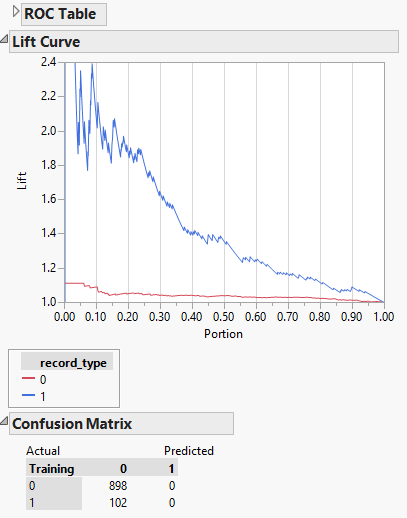 ROC Table
Lift Curve
2.4
2.2
2.0
1.8
1.6
1.4
1.2
1.0
Lift
0.00 0.10 0.20 0.30 0.40 0.50 0.60 0.70 0.80 0.90 1.00
Portion
record_type
0
1
Confusion Matrix
Actual Predicted
Training 0 1
0 898 0
1 102 0